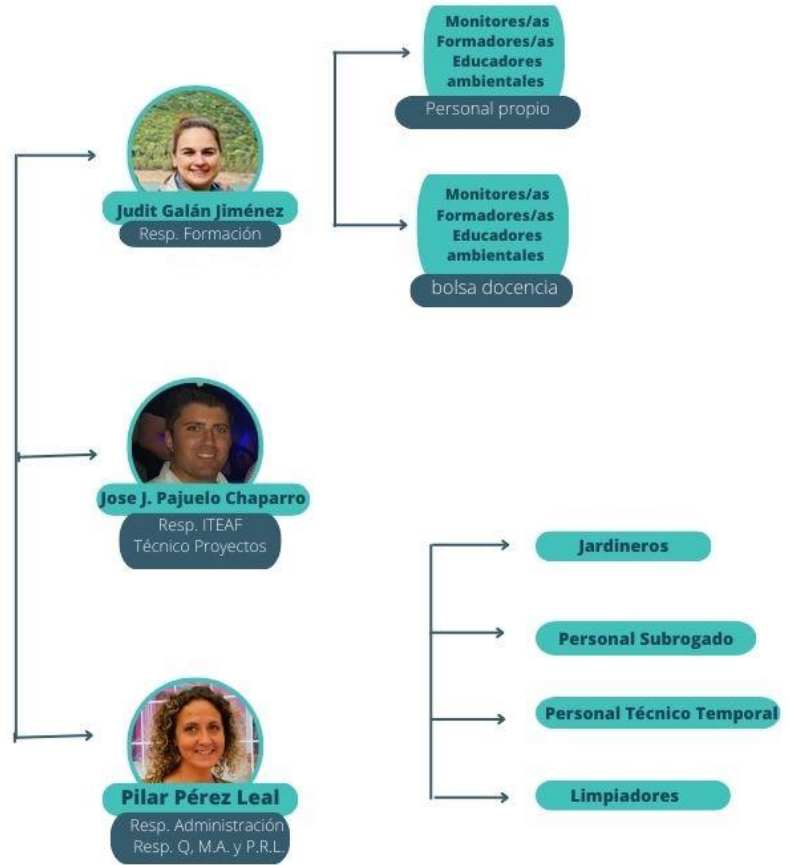 Monitores/as
Formadores/as
Educadores
ambientales
Personal propio
Judit Galán Jiménez
Resp. Formación
Monitores/as
Formadores/as
Educadores
ambientales
bolsa docencia
Jose J. Pajuelo Chaparro
Resp. ITEAF
Técnico Proyectos
Jardineros
Personal Subrogado
Personal Técnico Temporal
Limpiadores
Pilar Pérez Leal
Resp. Administración
Resp. Q, M.A. y P.R.L.